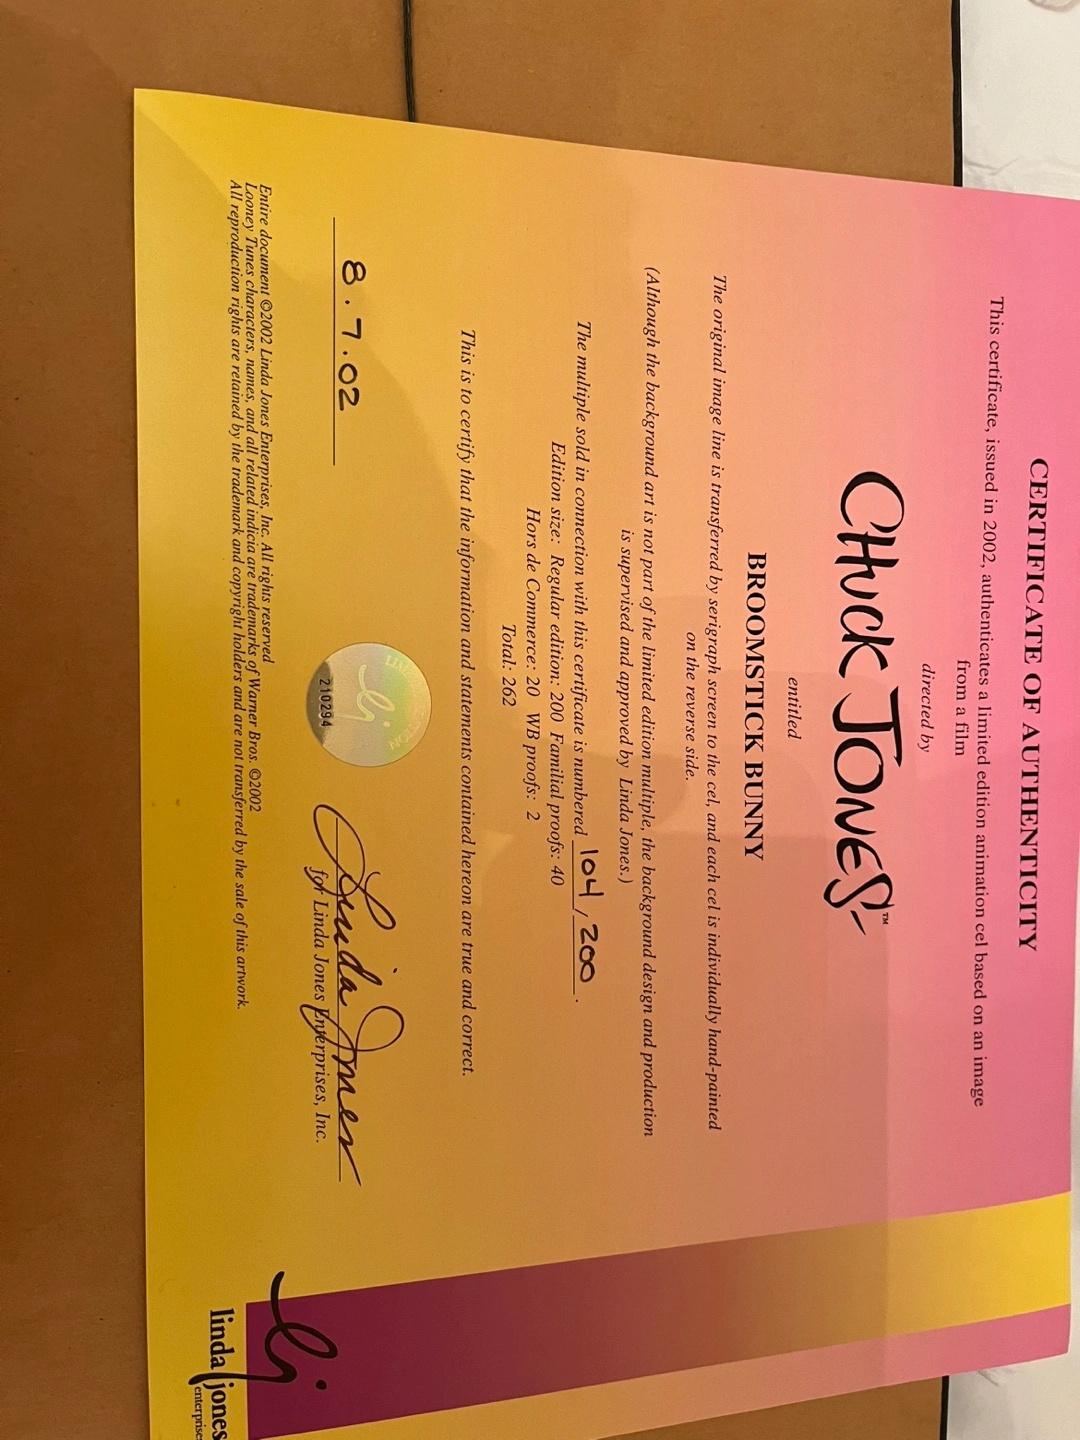 CERTIFICATE OF AUTHENTICITY
This certificate, issued in 2002, authenticates a limited edition animation cel based on an image
from a film
directed by
CHUCK JONES™
entitled
BROOMSTICK BUNNY
The original image line is transferred by serigraph screen to the cel, and each cel is individually hand-painted
on the reverse side.
(Although the background art is not part of the limited edition multiple, the background design and production
is supervised and approved by Linda Jones.)
The multiple sold in connection with this certificate is numbered 104 / 200 .
Edition size: Regular edition: 200 Familial proofs: 40
Hors de Commerce: 20 WB proofs: 2
Total: 262
This is to certify that the information and statements contained hereon are true and correct.
8.7.02
210294
Linda Jones
for Linda Jones Enterprises, Inc.
Entire document ©2002 Linda Jones Enterprises, Inc. All rights reserved
Looney Tunes characters, names, and all related indicia are trademarks of Warner Bros. ©2002
All reproduction rights are retained by the trademark and copyright holders and are not transferred by the sale of this artwork.
lj
linda jones